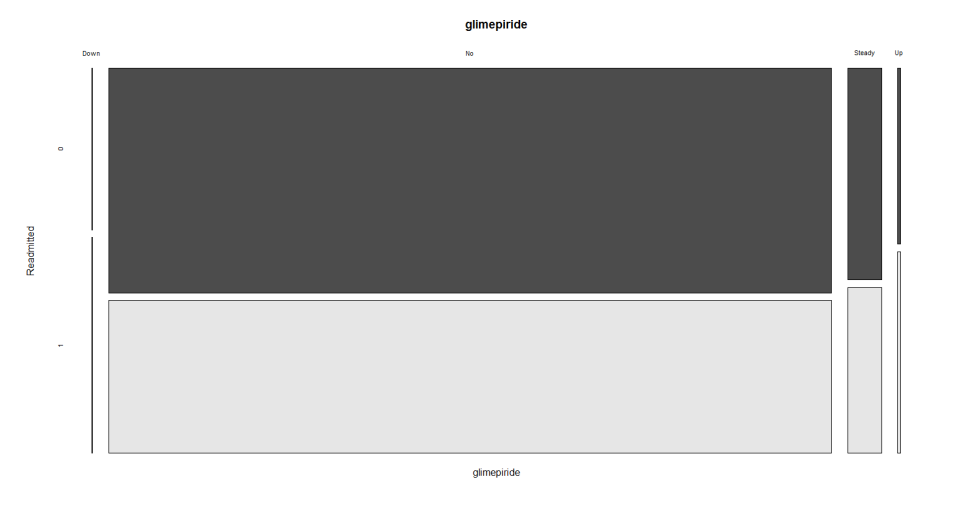 glimepiride
Down No Steady Up
0
Readmitted
1
glimepiride